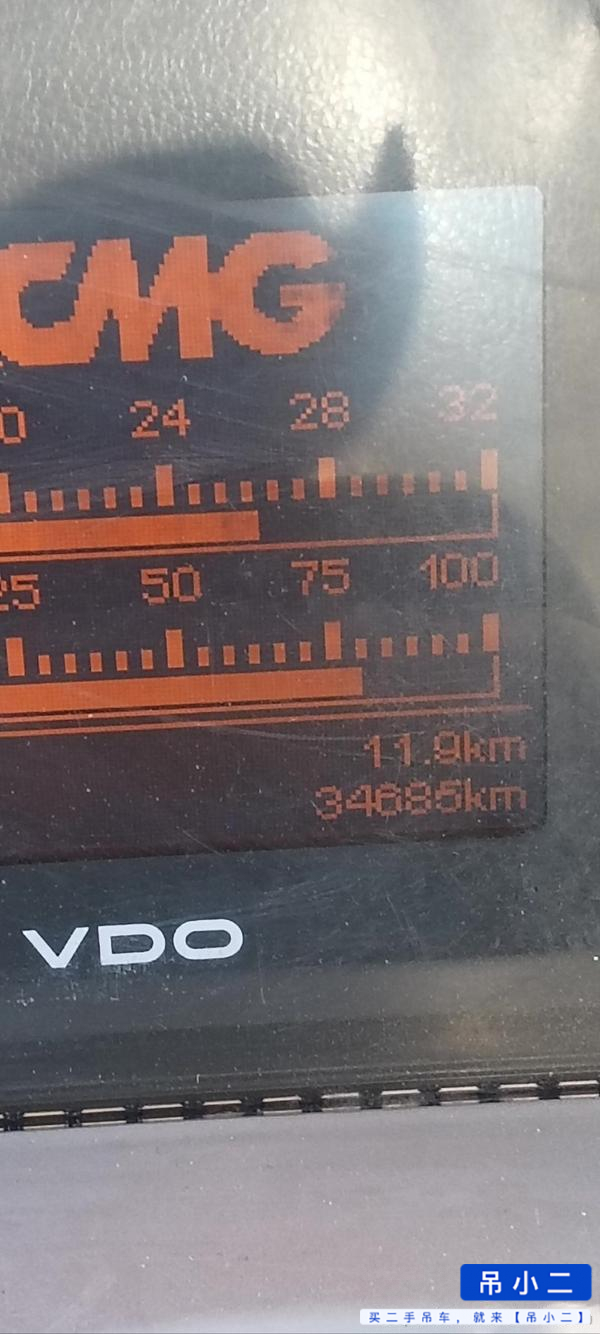 XCMG
0 24 28 32
25 50 75 100
11.9km
34685km
VDO
吊小二
买二手吊车，就来【吊小二】